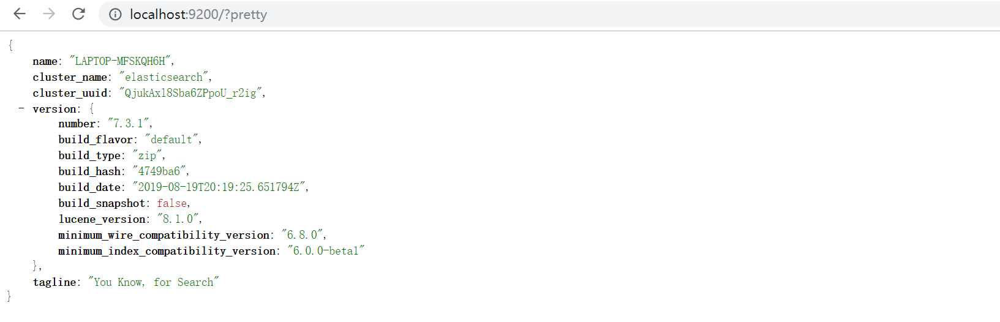 localhost:9200/?pretty
{
name: "LAPTOP-MFSKQH6H",
cluster_name: "elasticsearch",
cluster_uuid: "QjukAxl8Sba6ZPpoU_r2ig",
- version: {
number: "7.3.1",
build_flavor: "default",
build_type: "zip",
build_hash: "4749ba6",
build_date: "2019-08-19T20:19:25.651794Z",
build_snapshot: false,
lucene_version: "8.1.0",
minimum_wire_compatibility_version: "6.8.0",
minimum_index_compatibility_version: "6.0.0-beta1"
},
tagline: "You Know, for Search"
}